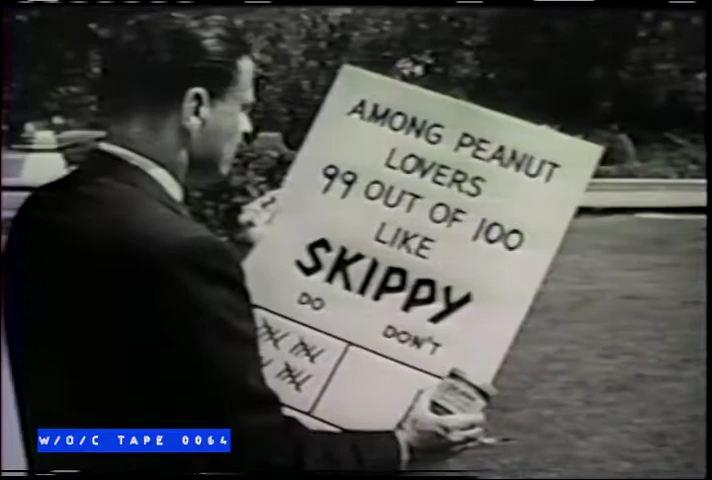 AMONG PEANUT
LOVERS
99 OUT OF 100
LIKE
SKIPPY
DO DON'T
W/O/C TAPE 0064